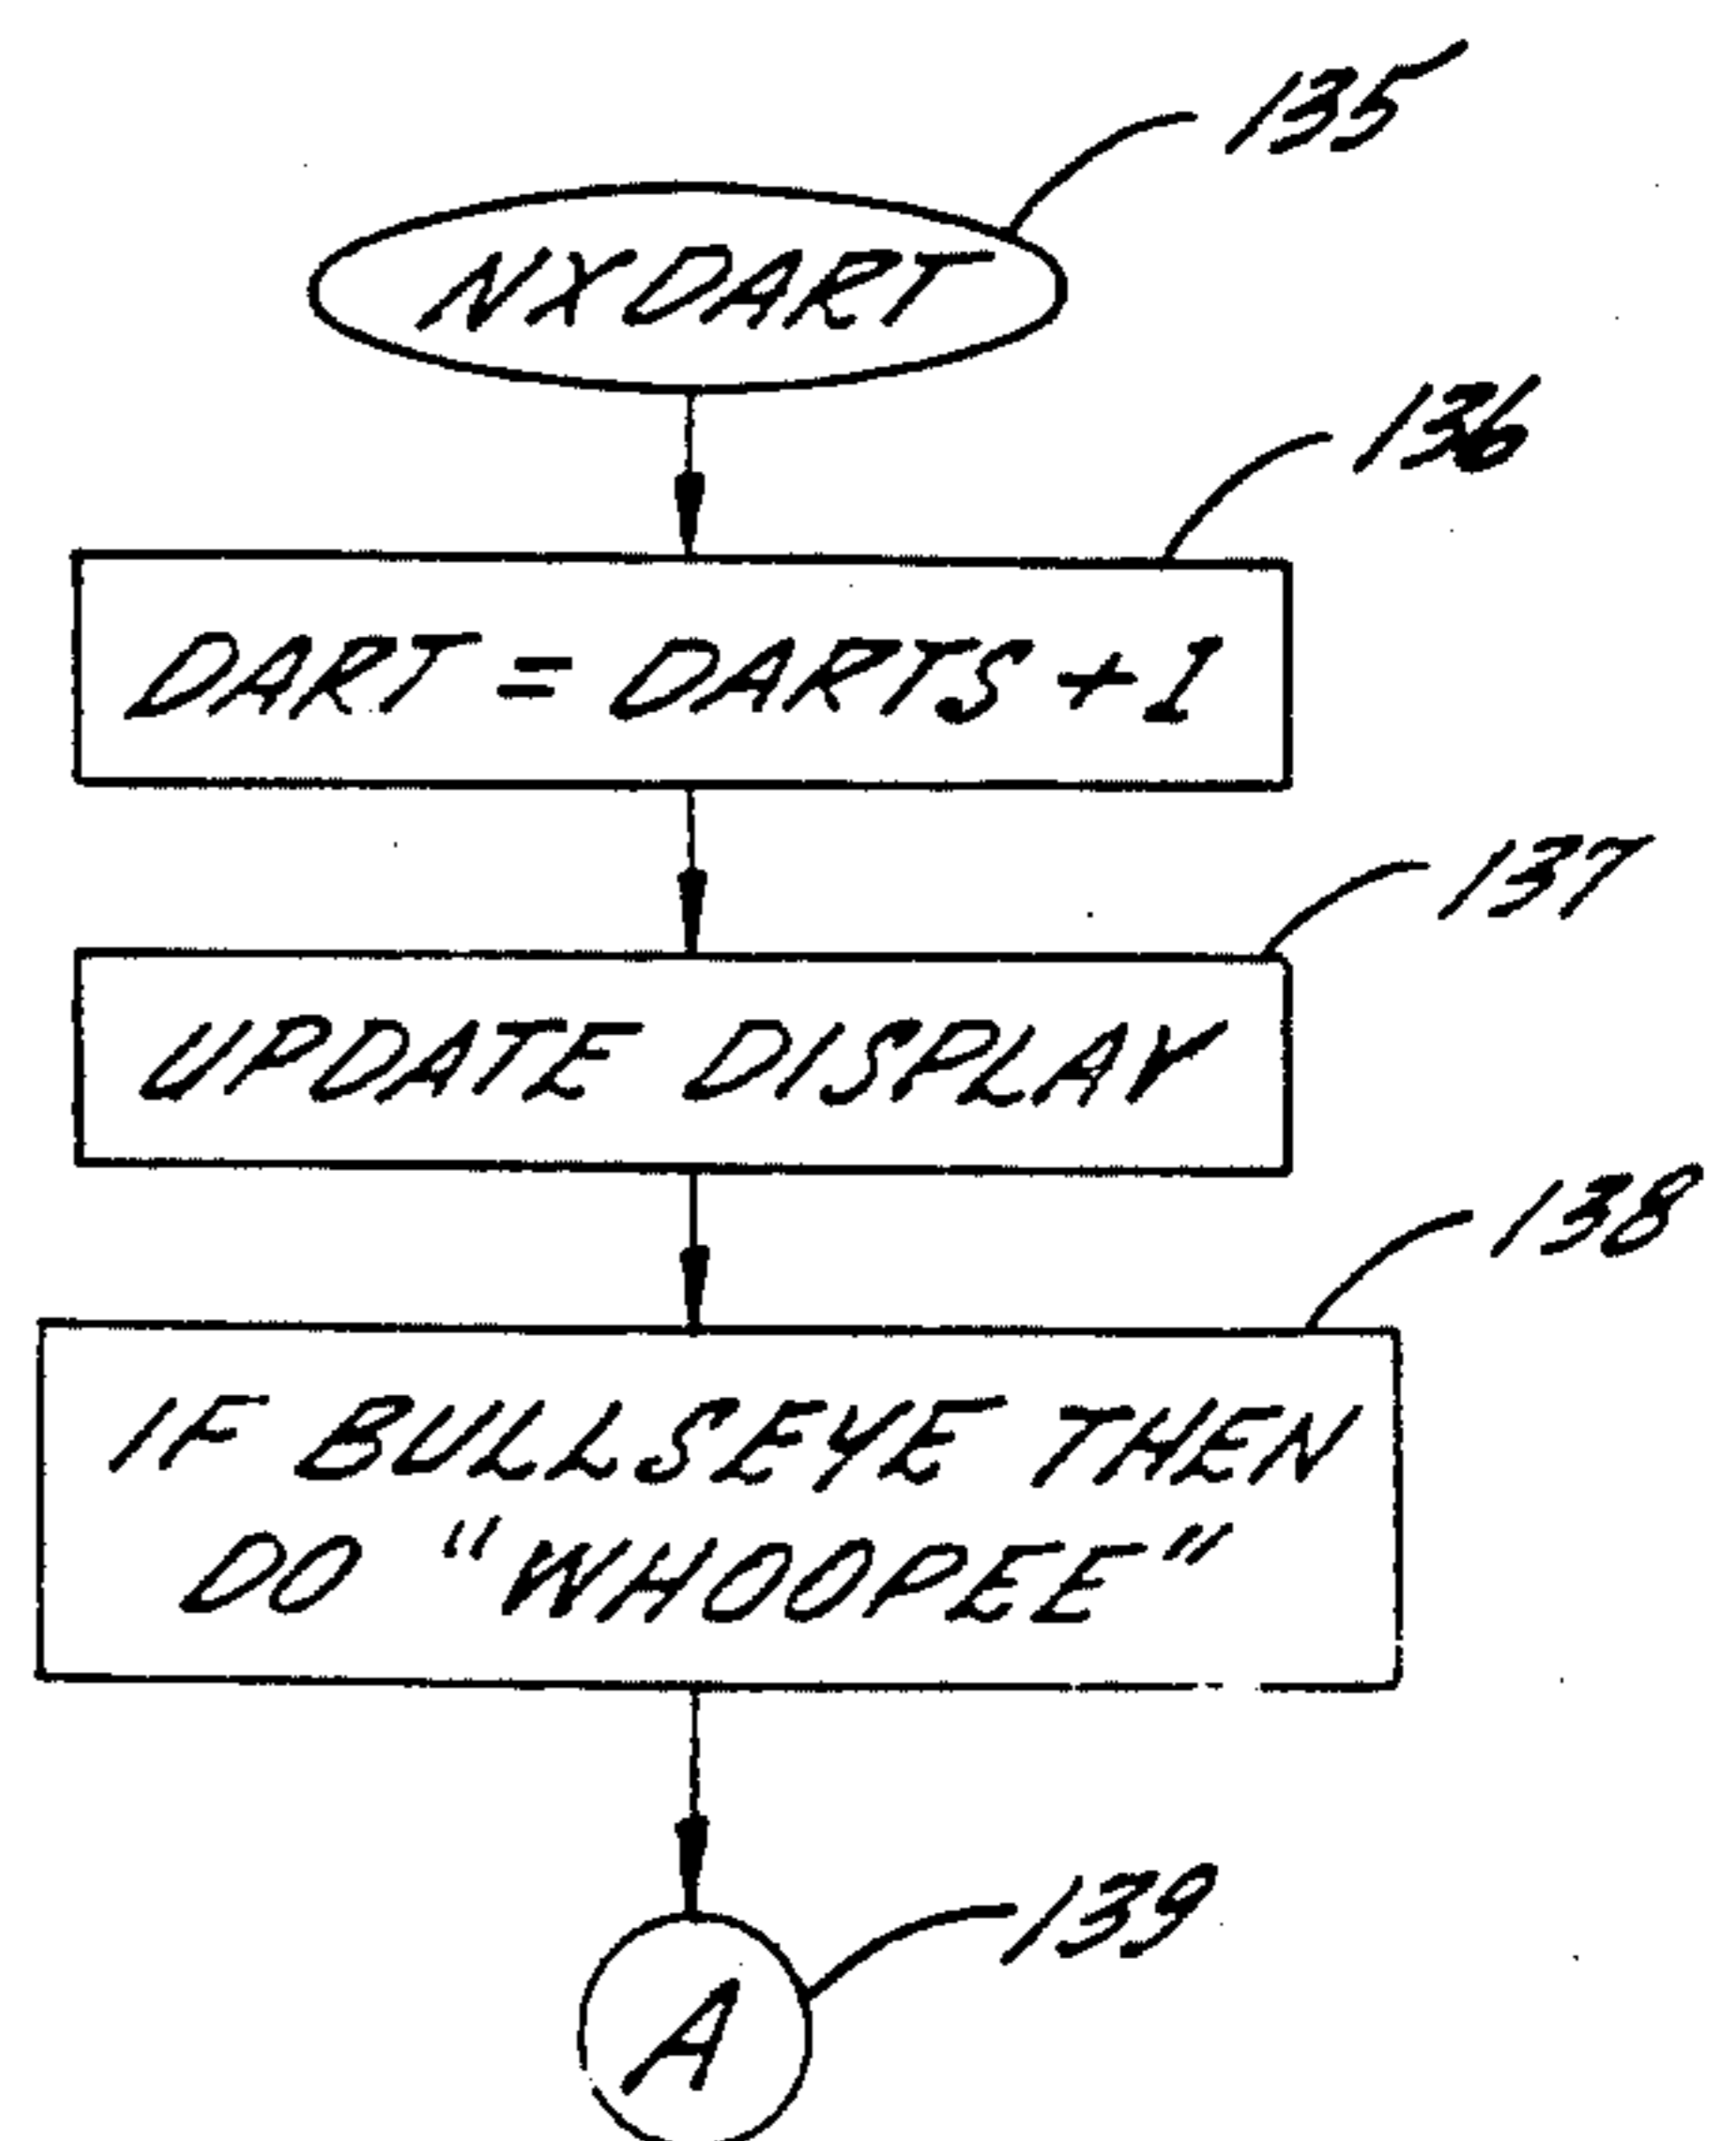 135
NXDART
136
DART = DARTS + 1
137
UPDATE DISPLAY
138
IF BULLSEYE THEN
DO "WHOOPEE"
139
A